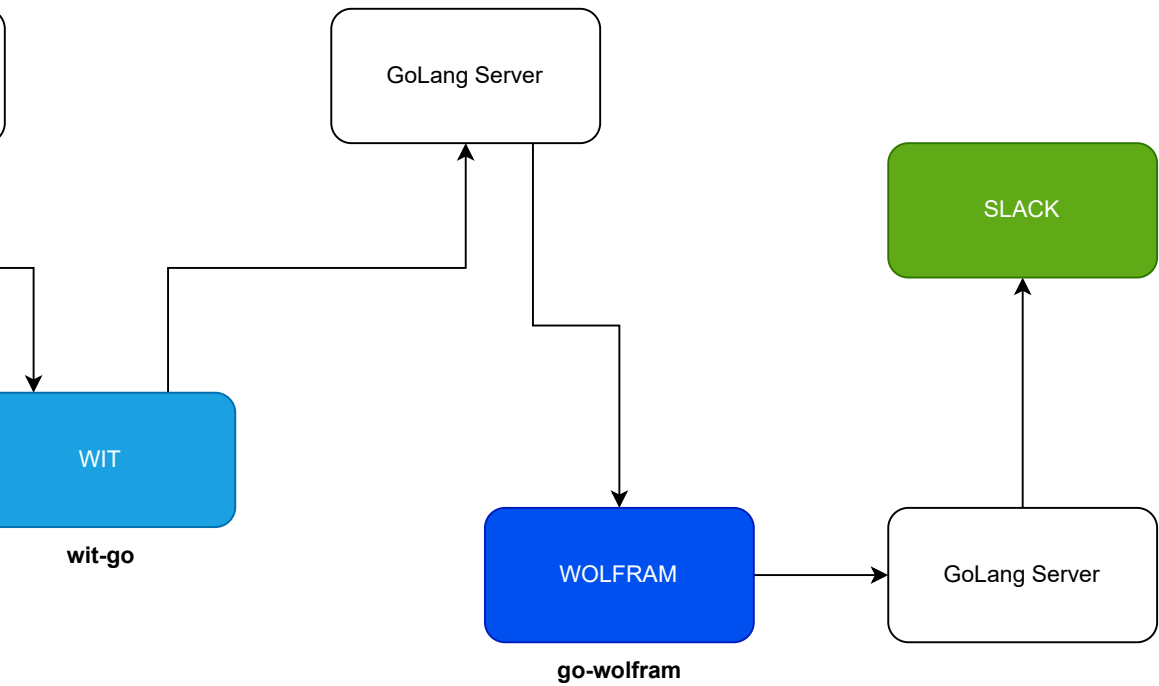 GoLang Server
SLACK
WIT
wit-go
WOLFRAM
GoLang Server
go-wolfram